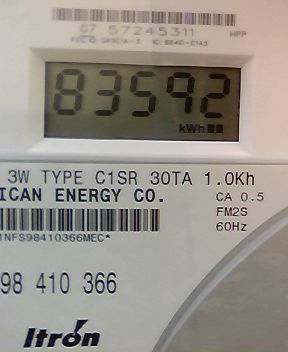 07 57245311 MPP
83592
kWh
3W TYPE C1SR 30TA 1.0Kh
ICAN ENERGY CO.
CA 0.5
FM2S
60Hz
1NFS98410366MEC*
98 410 366
Itron